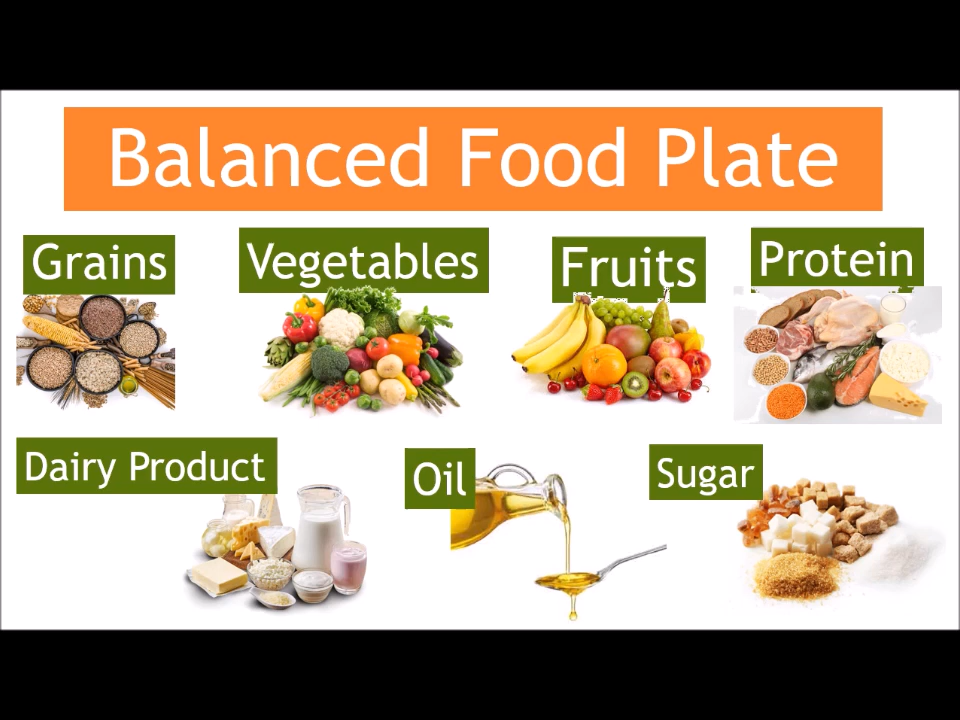 Balanced Food Plate
Grains
Vegetables
Fruits
Protein
Dairy Product
Oil
Sugar